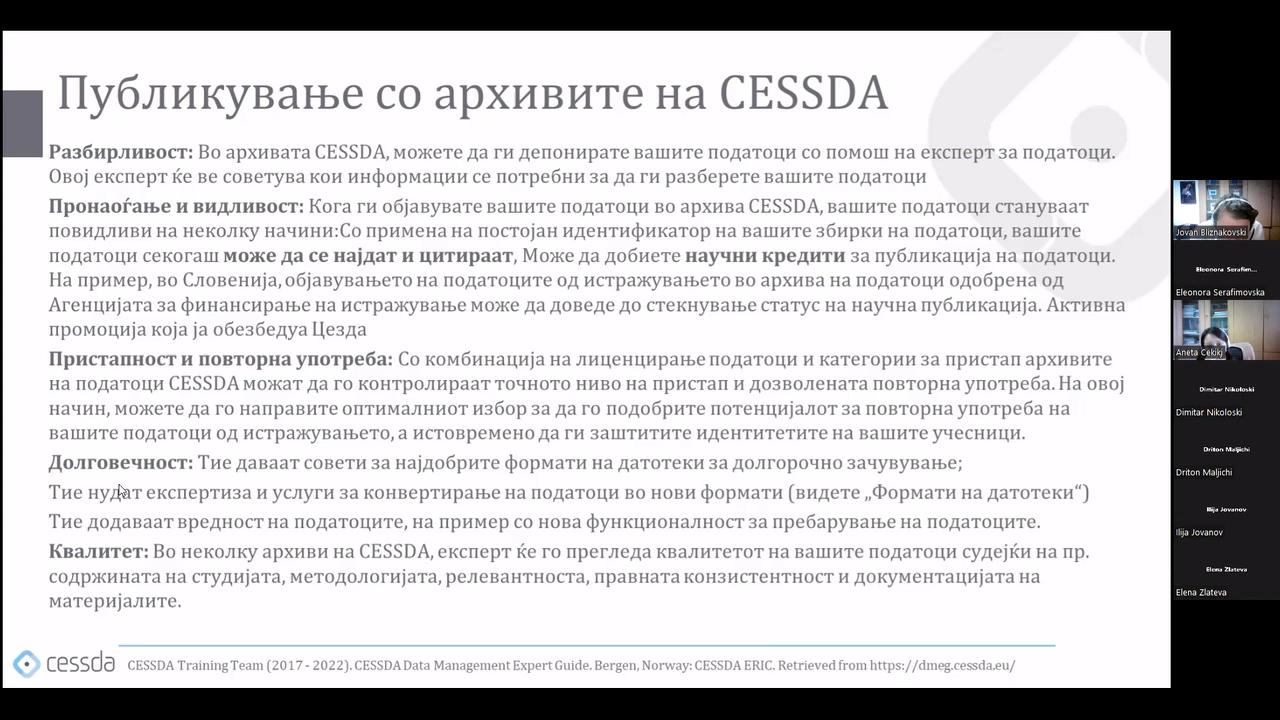 Публикување со архивите на CESSDA
Разбирливост: Во архивата CESSDA, можете да ги депонирате вашите податоци со помош на експерт за податоци.
Овој експерт ќе ве советува кои информации се потребни за да ги разберете вашите податоци
Пронаоѓање и видливост: Кога ги објавувате вашите податоци во архива CESSDA, вашите податоци стануваат
повидливи на неколку начини:Со примена на постојан идентификатор на вашите збирки на податоци, вашите
податоци секогаш може да се најдат и цитираат, Може да добиете научни кредити за публикација на податоци.
На пример, во Словенија, објавувањето на податоците од истражувањето во архива на податоци одобрена од
Агенцијата за финансирање на истражување може да доведе до стекнување статус на научна публикација. Активна
промоција која ја обезбедуа Цезда
Пристапност и повторна употреба: Со комбинација на лиценцирање податоци и категории за пристап архивите
на податоци CESSDA можат да го контролираат точното ниво на пристап и дозволената повторна употреба. На овој
начин, можете да го направите оптималниот избор за да го подобрите потенцијалот за повторна употреба на
вашите податоци од истражувањето, а истовремено да ги заштитите идентитетите на вашите учесници.
Долговечност: Тие даваат совети за најдобрите формати на датотеки за долгорочно зачувување;
Тие нудат експертиза и услуги за конвертирање на податоци во нови формати (видете „Формати на датотеки“)
Тие додаваат вредност на податоците, на пример со нова функционалност за пребарување на податоците.
Квалитет: Во неколку архиви на CESSDA, експерт ќе го прегледа квалитетот на вашите податоци судејќи на пр.
содржината на студијата, методологијата, релевантноста, правната конзистентност и документацијата на
материјалите.
cessda
CESSDA Training Team (2017 - 2022). CESSDA Data Management Expert Guide. Bergen, Norway: CESSDA ERIC. Retrieved from https://dmeg.cessda.eu/
Jovan Bliznakovski
Eleonora Serafim...
Eleonora Serafimovska
Aneta Cekikj
Dimitar Nikoloski
Dimitar Nikoloski
Driton Maljichi
Driton Maljichi
Ilija Jovanov
Ilija Jovanov
Elena Zlateva
Elena Zlateva